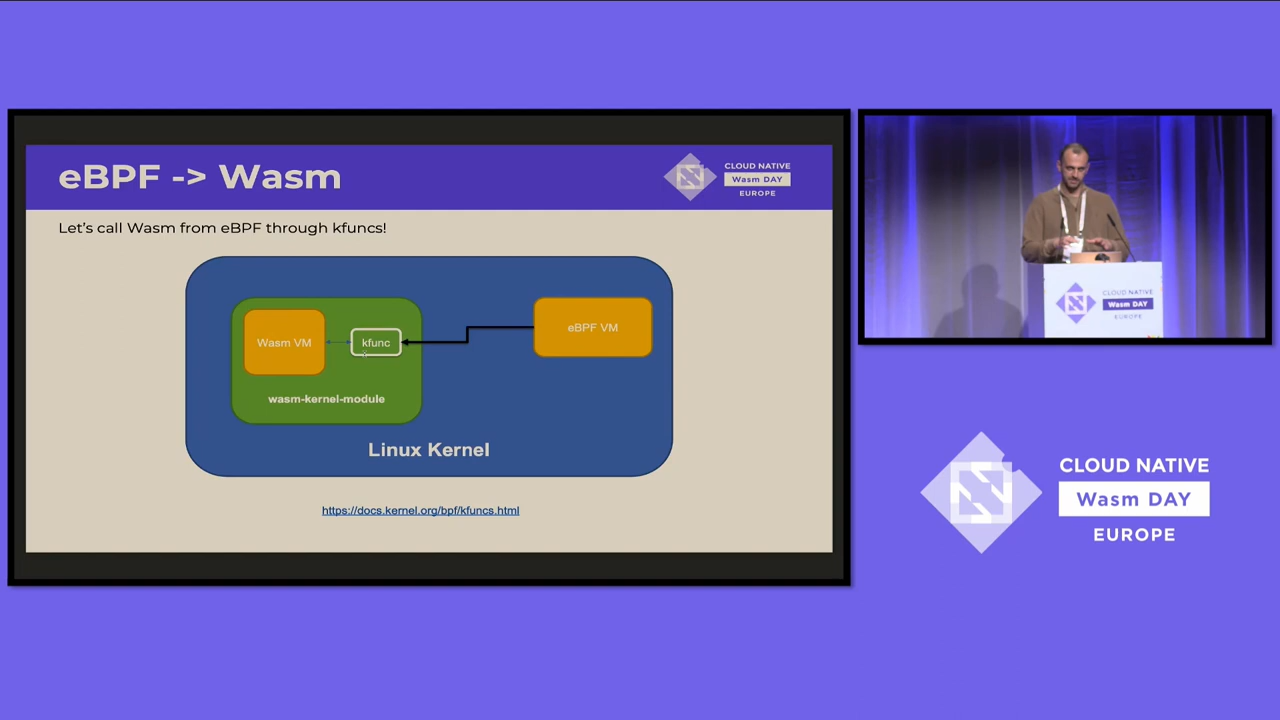 eBPF -> Wasm
CLOUD NATIVE
Wasm DAY
EUROPE
Let's call Wasm from eBPF through kfuncs!
Wasm VM
kfunc
eBPF VM
wasm-kernel-module
Linux Kernel
https://docs.kernel.org/bpf/kfuncs.html
CLOUD NATIVE
Wasm DAY
EUROPE
CLOUD NATIVE
Wasm DAY
EUROPE